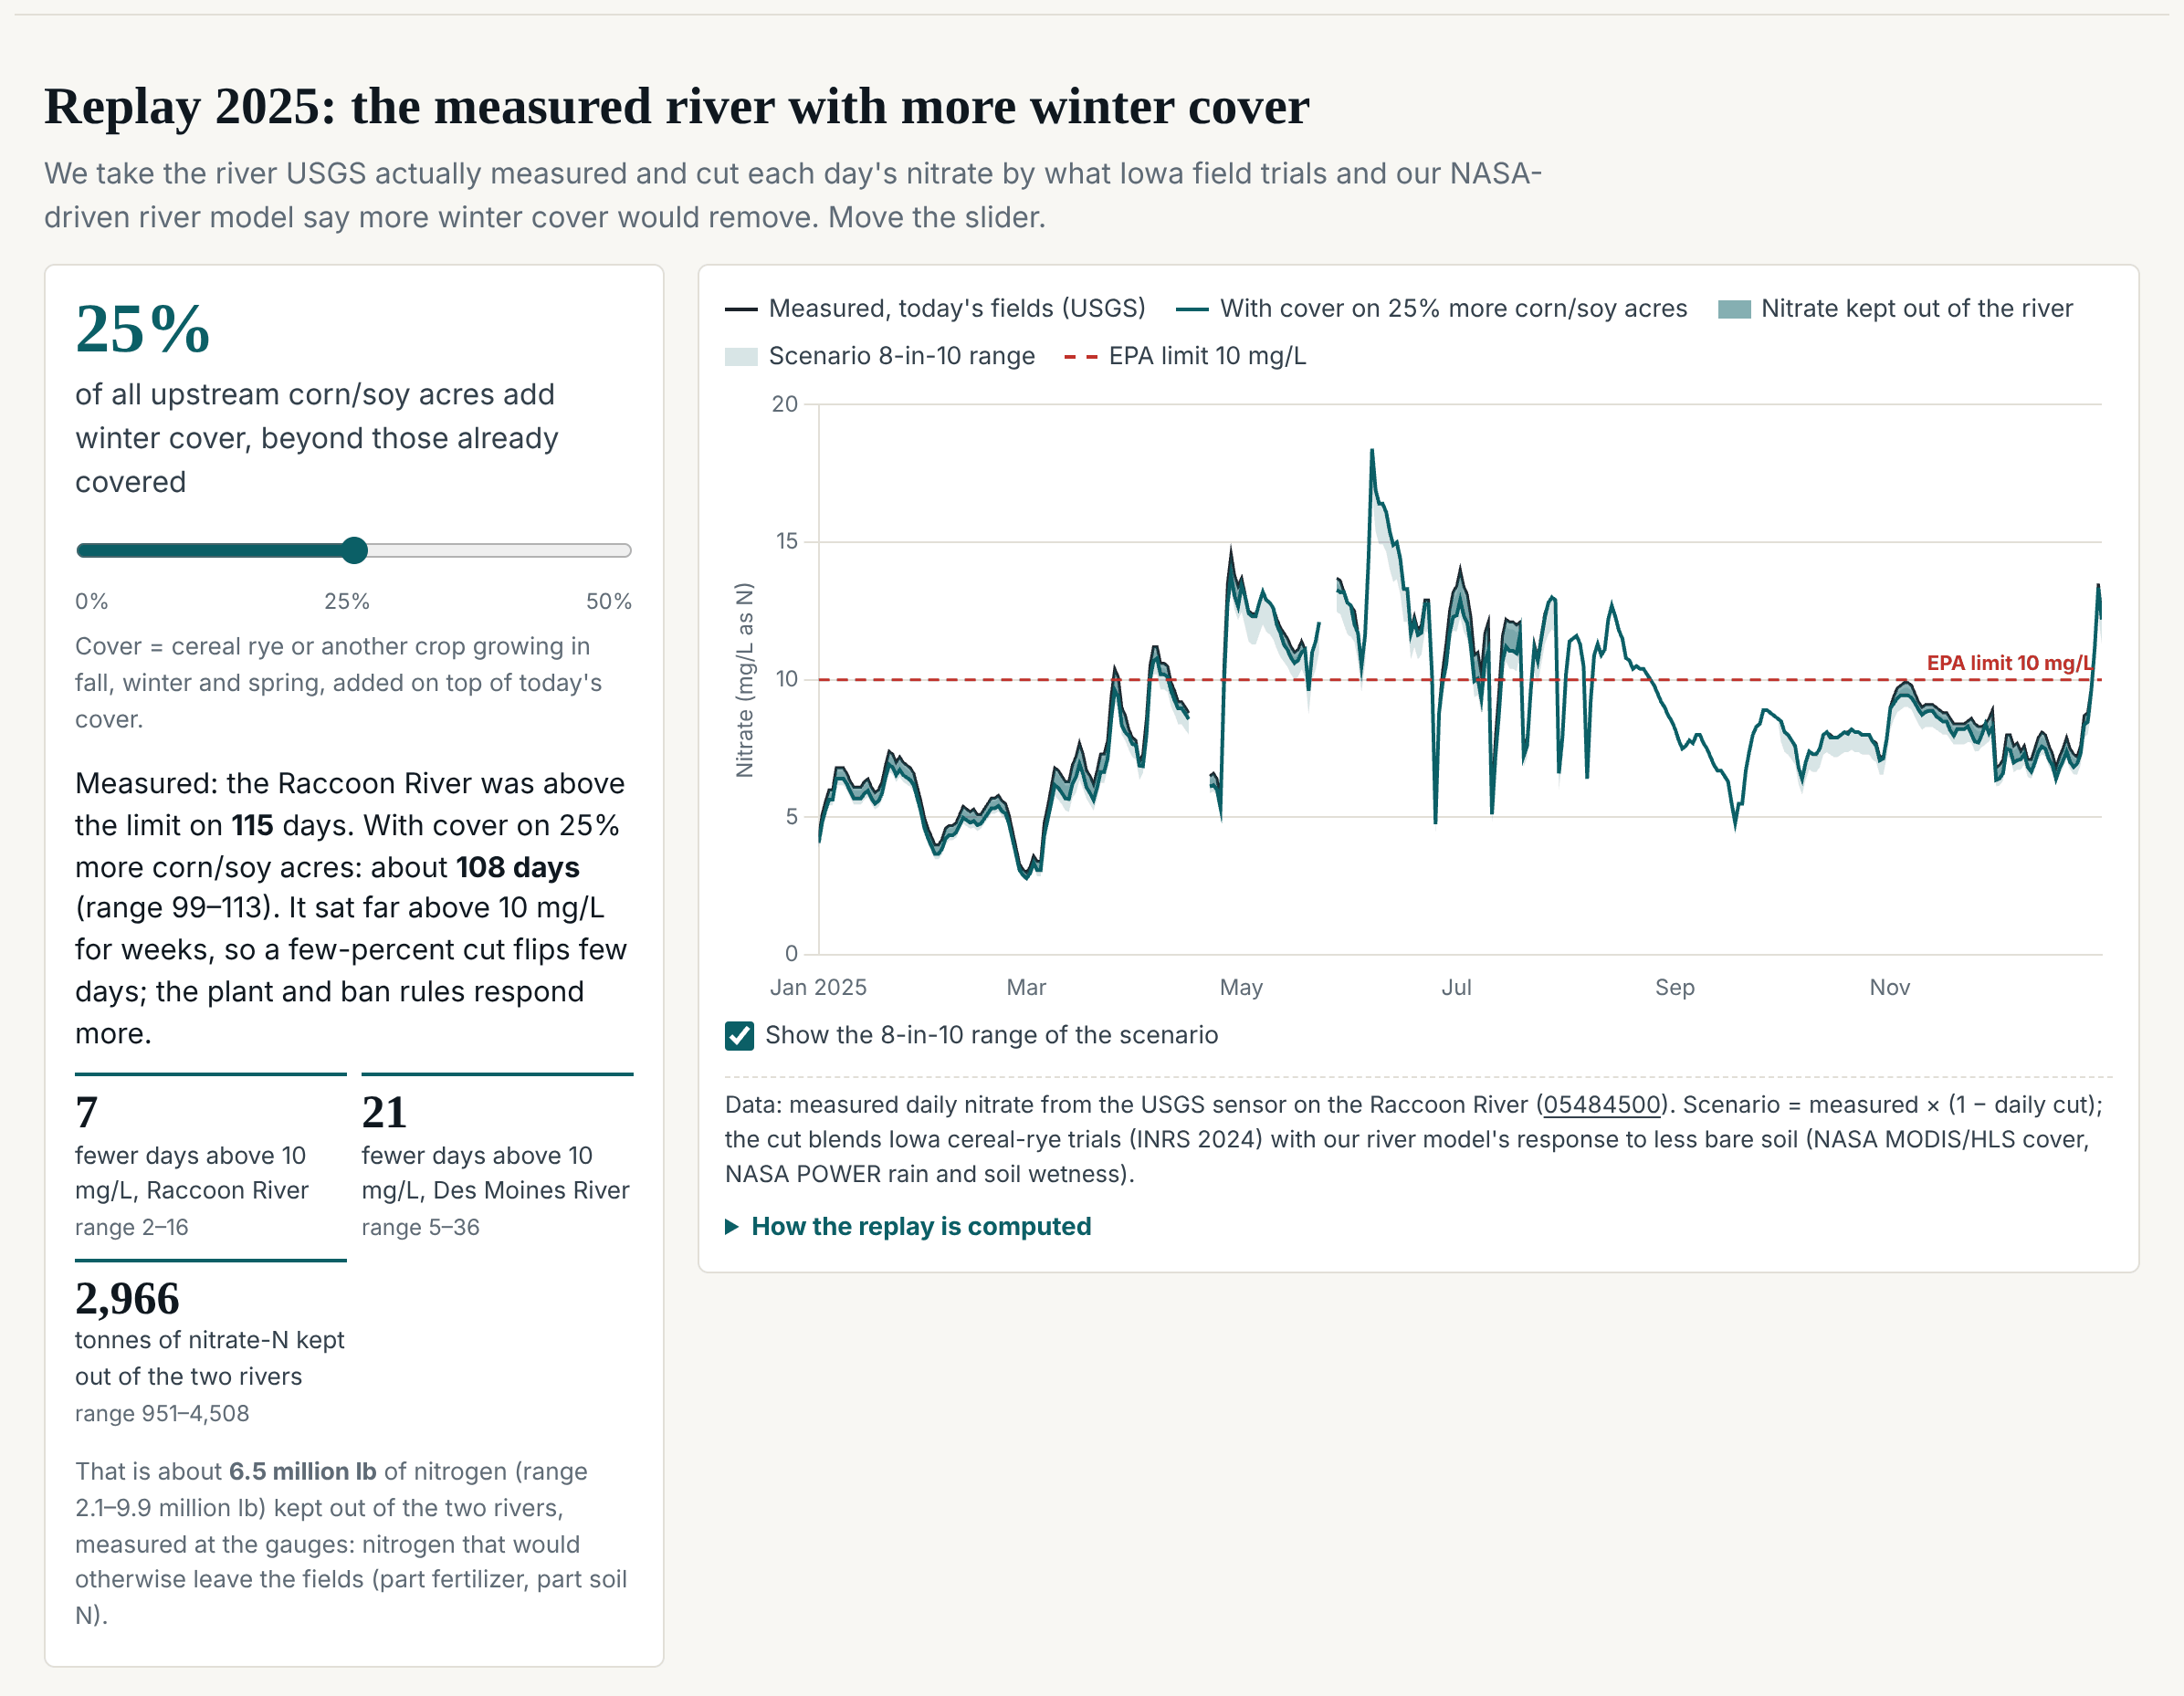 Replay 2025: the measured river with more winter cover
We take the river USGS actually measured and cut each day's nitrate by what Iowa field trials and our NASA-
driven river model say more winter cover would remove. Move the slider.
25%
of all upstream corn/soy acres add
winter cover, beyond those already
covered
0% 25% 50%
Cover = cereal rye or another crop growing in
fall, winter and spring, added on top of today's
cover.
Measured: the Raccoon River was above
the limit on 115 days. With cover on 25%
more corn/soy acres: about 108 days
(range 99–113). It sat far above 10 mg/L
for weeks, so a few-percent cut flips few
days; the plant and ban rules respond
more.
7
fewer days above 10
mg/L, Raccoon River
range 2–16
21
fewer days above 10
mg/L, Des Moines River
range 5–36
2,966
tonnes of nitrate-N kept
out of the two rivers
range 951–4,508
That is about 6.5 million lb of nitrogen (range
2.1–9.9 million lb) kept out of the two rivers,
measured at the gauges: nitrogen that would
otherwise leave the fields (part fertilizer, part soil
N).
Measured, today's fields (USGS) With cover on 25% more corn/soy acres Nitrate kept out of the river
Scenario 8-in-10 range EPA limit 10 mg/L
Nitrate (mg/L as N)
20
15
10
5
0
EPA limit 10 mg/L
Jan 2025 Mar May Jul Sep Nov
Show the 8-in-10 range of the scenario
Data: measured daily nitrate from the USGS sensor on the Raccoon River (05484500). Scenario = measured × (1 − daily cut);
the cut blends Iowa cereal-rye trials (INRS 2024) with our river model's response to less bare soil (NASA MODIS/HLS cover,
NASA POWER rain and soil wetness).
How the replay is computed